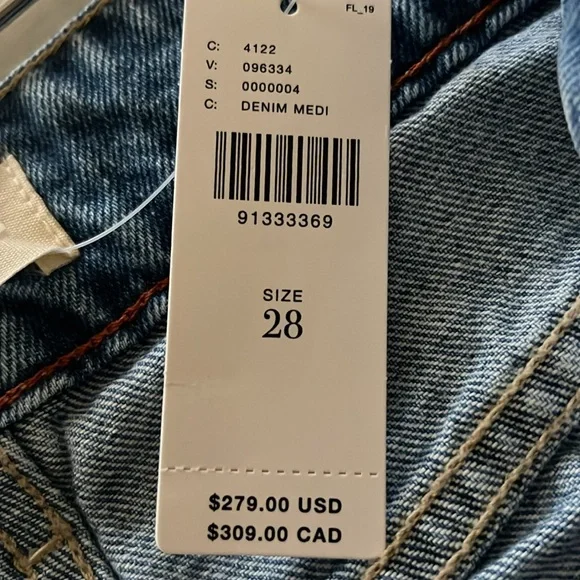 FL_19
C: 4122
V: 096334
S: 0000004
C: DENIM MEDI
91333369
SIZE
28
$279.00 USD
$309.00 CAD